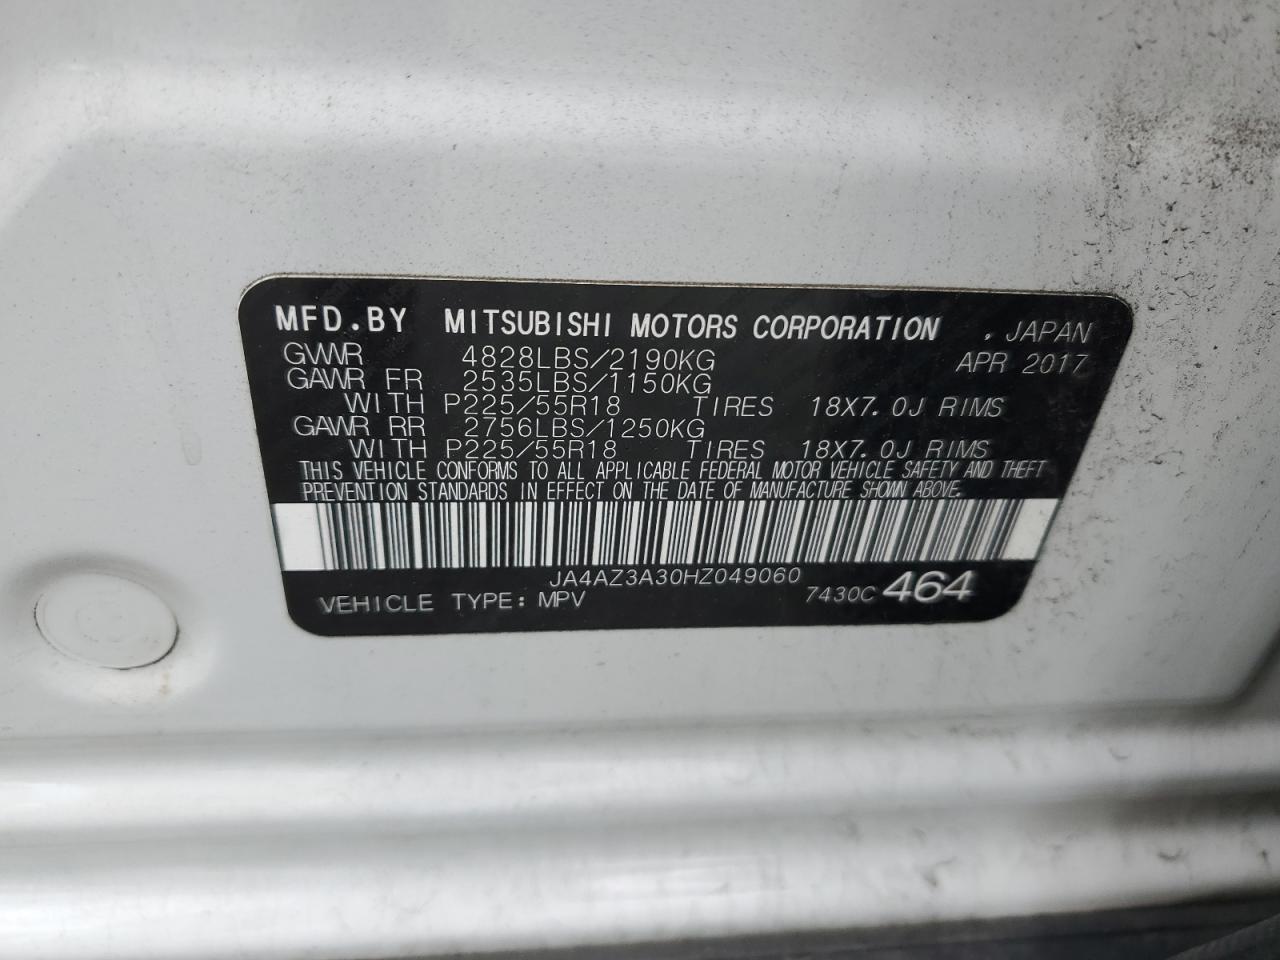 MFD.BY MITSUBISHI MOTORS CORPORATION . JAPAN
GVWR 4828LBS/2190KG APR 2017
GAWR FR 2535LBS/1150KG
WITH P225/55R18 TIRES 18X7.0J RIMS
GAWR RR 2756LBS/1250KG
WITH P225/55R18 TIRES 18X7.0J RIMS
THIS VEHICLE CONFORMS TO ALL APPLICABLE FEDERAL MOTOR VEHICLE SAFETY AND THEFT
PREVENTION STANDARDS IN EFFECT ON THE DATE OF MANUFACTURE SHOWN ABOVE.
JA4AZ3A30HZ049060
VEHICLE TYPE: MPV 7430C 464